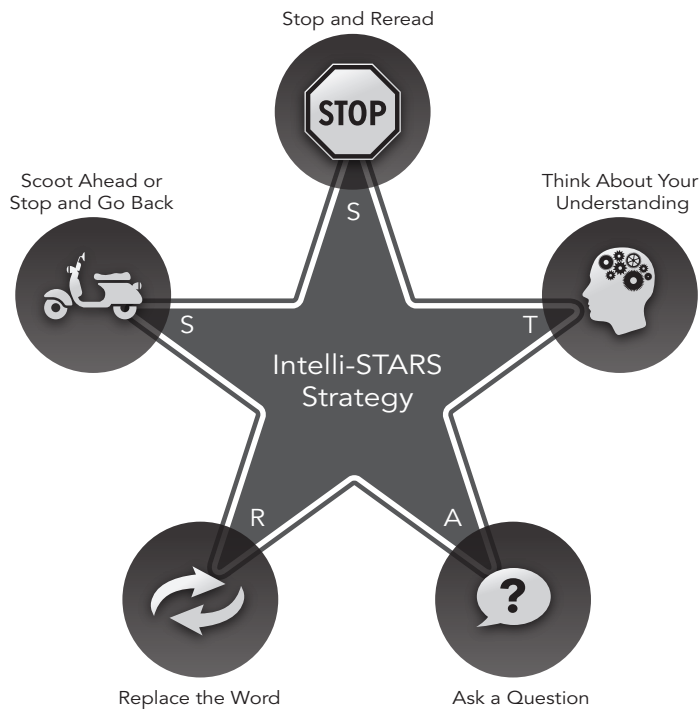 Stop and Reread
STOP
Scoot Ahead or
Stop and Go Back
Think About Your
Understanding
S
S
T
Intelli-STARS
Strategy
R
A
?
Replace the Word
Ask a Question